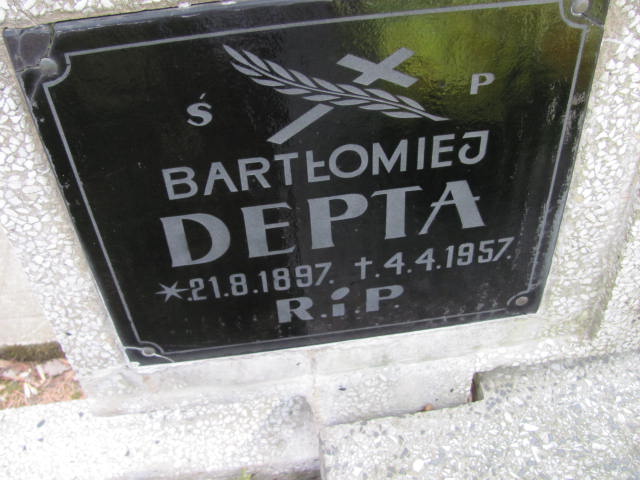 Ś P
BARTŁOMIEJ
DEPTA
*.21.8.1897. †.4.4.1957.
R.i.P.